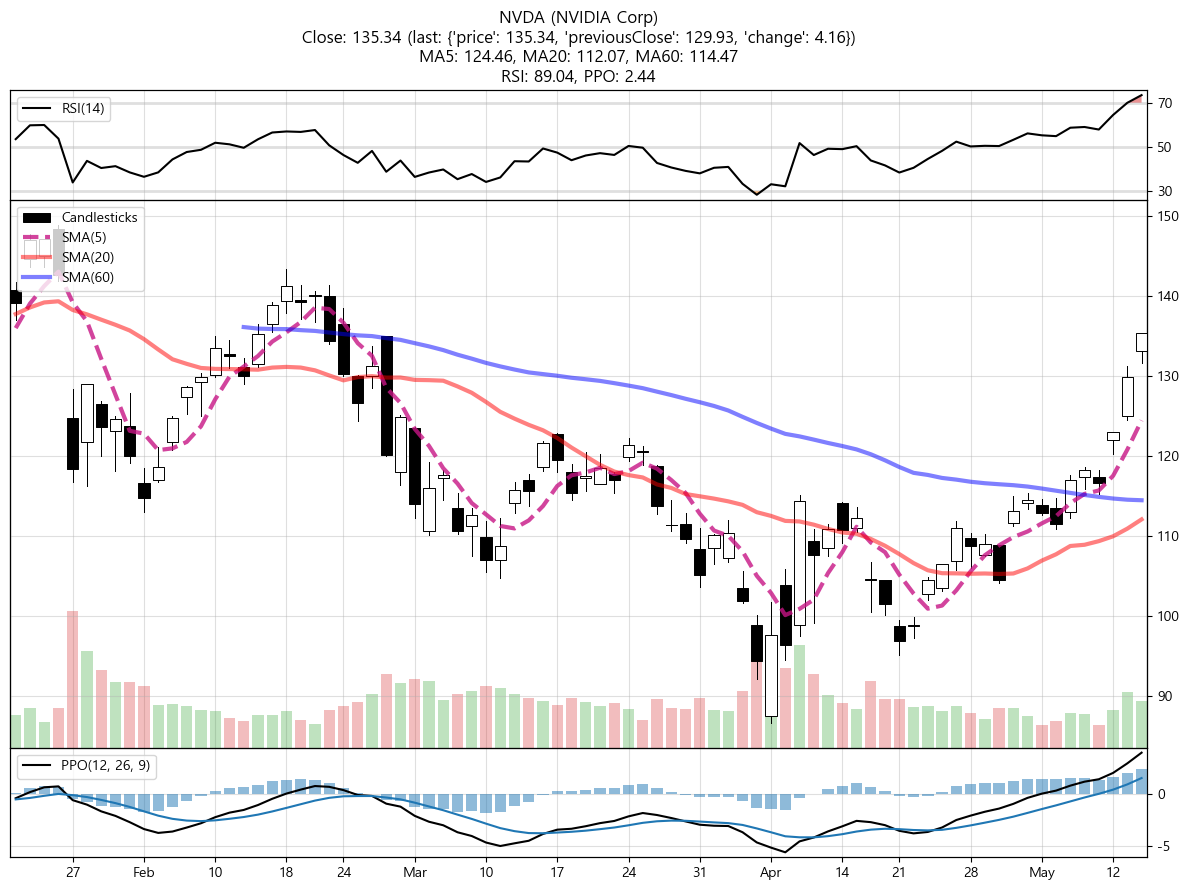 NVDA (NVIDIA Corp)
Close: 135.34 (last: {'price': 135.34, 'previousClose': 129.93, 'change': 4.16})
MA5: 124.46, MA20: 112.07, MA60: 114.47
RSI: 89.04, PPO: 2.44
RSI(14)
70
50
30
Candlesticks
SMA(5)
SMA(20)
SMA(60)
150
140
130
120
110
100
90
PPO(12, 26, 9)
0
-5
27 Feb 10 18 24 Mar 10 17 24 31 Apr 14 21 28 May 12